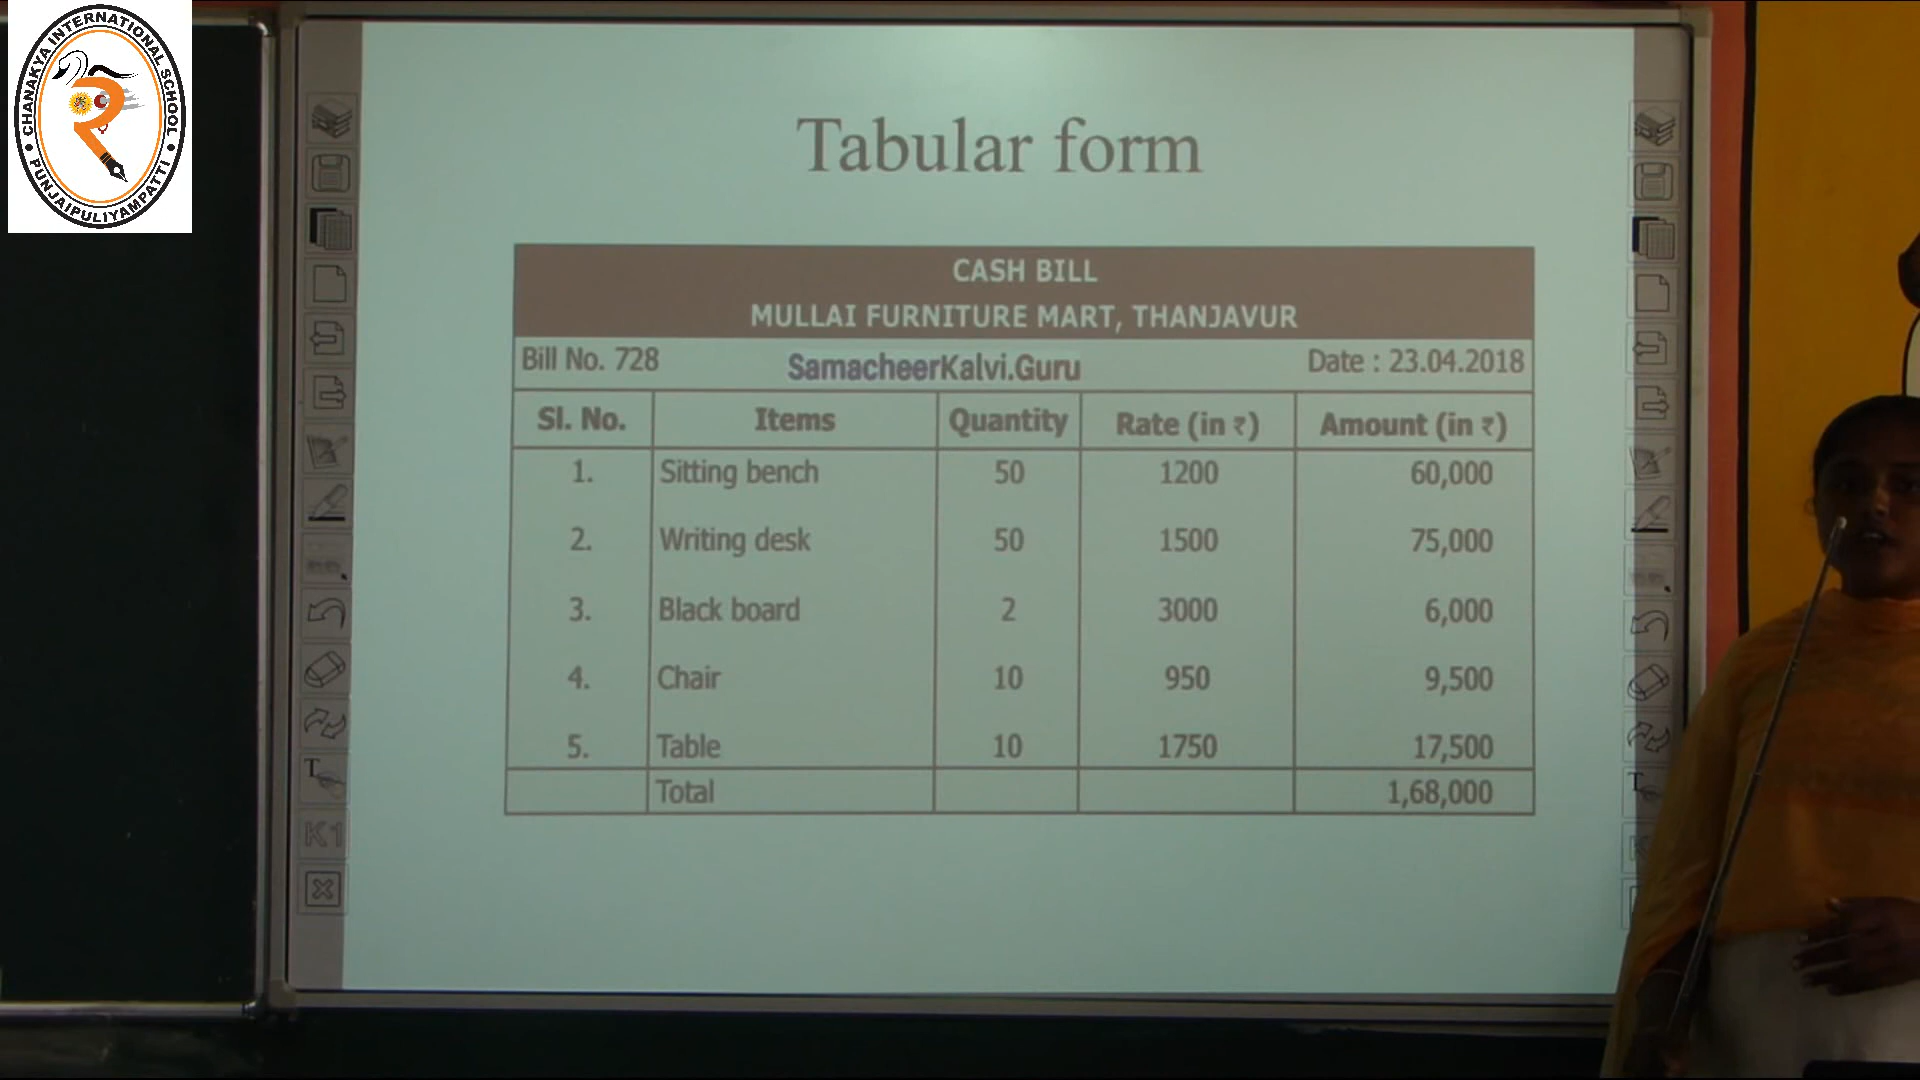 CHANAKYA INTERNATIONAL SCHOOL
PUNJAIPULIYAMPATTI
Tabular form
CASH BILL
MULLAI FURNITURE MART, THANJAVUR
Bill No. 728 SamacheerKalvi.Guru Date : 23.04.2018
Sl. No. Items Quantity Rate (in ₹) Amount (in ₹)
1. Sitting bench 50 1200 60,000
2. Writing desk 50 1500 75,000
3. Black board 2 3000 6,000
4. Chair 10 950 9,500
5. Table 10 1750 17,500
Total 1,68,000
T T
K1